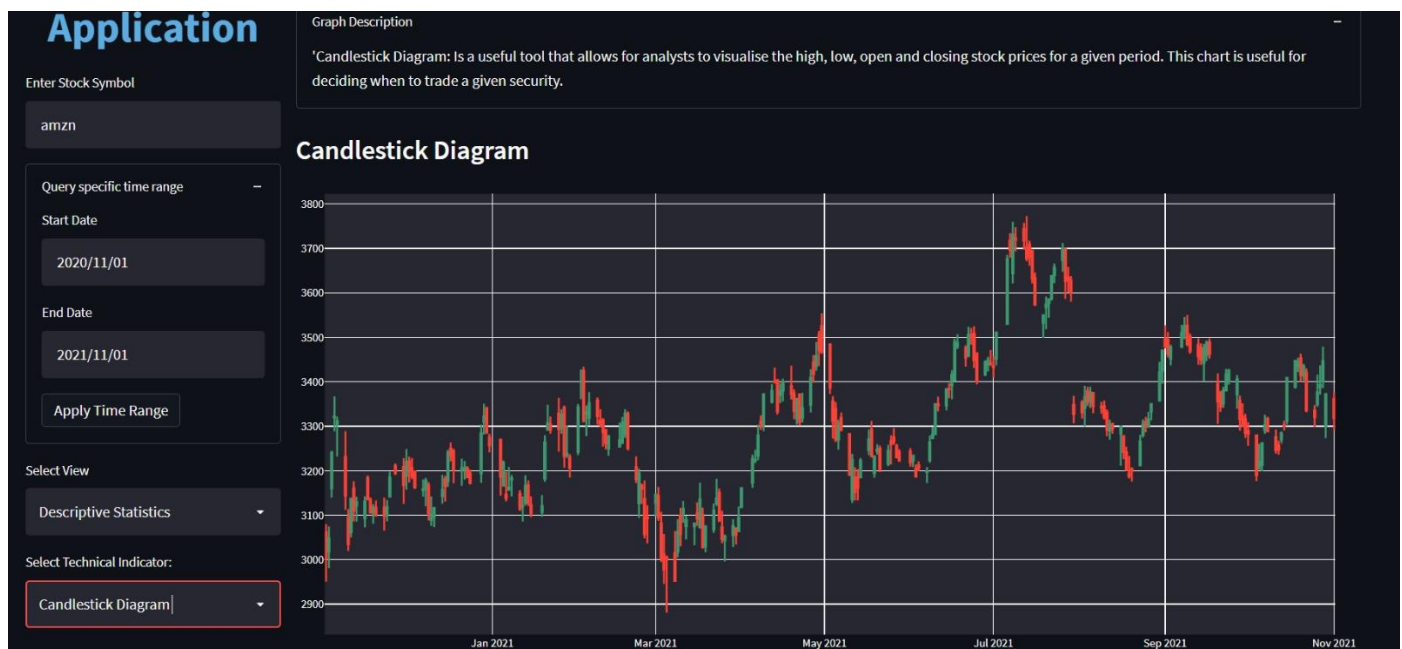 Application
Enter Stock Symbol
amzn
Query specific time range –
Start Date
2020/11/01
End Date
2021/11/01
Apply Time Range
Select View
Descriptive Statistics
Select Technical Indicator:
Candlestick Diagram
Graph Description –
'Candlestick Diagram: Is a useful tool that allows for analysts to visualise the high, low, open and closing stock prices for a given period. This chart is useful for
deciding when to trade a given security.
Candlestick Diagram
3800
3700
3600
3500
3400
3300
3200
3100
3000
2900
Jan 2021 Mar 2021 May 2021 Jul 2021 Sep 2021 Nov 2021